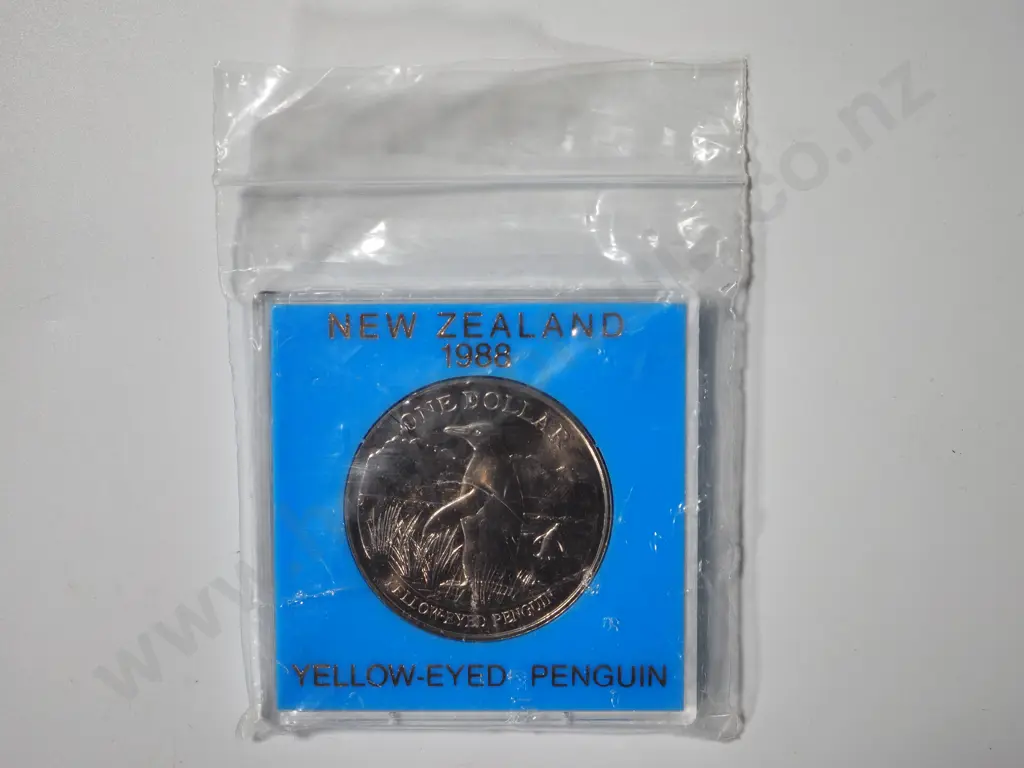 NEW ZEALAND
1988
ONE DOLLAR
YELLOW-EYED PENGUIN
YELLOW-EYED PENGUIN